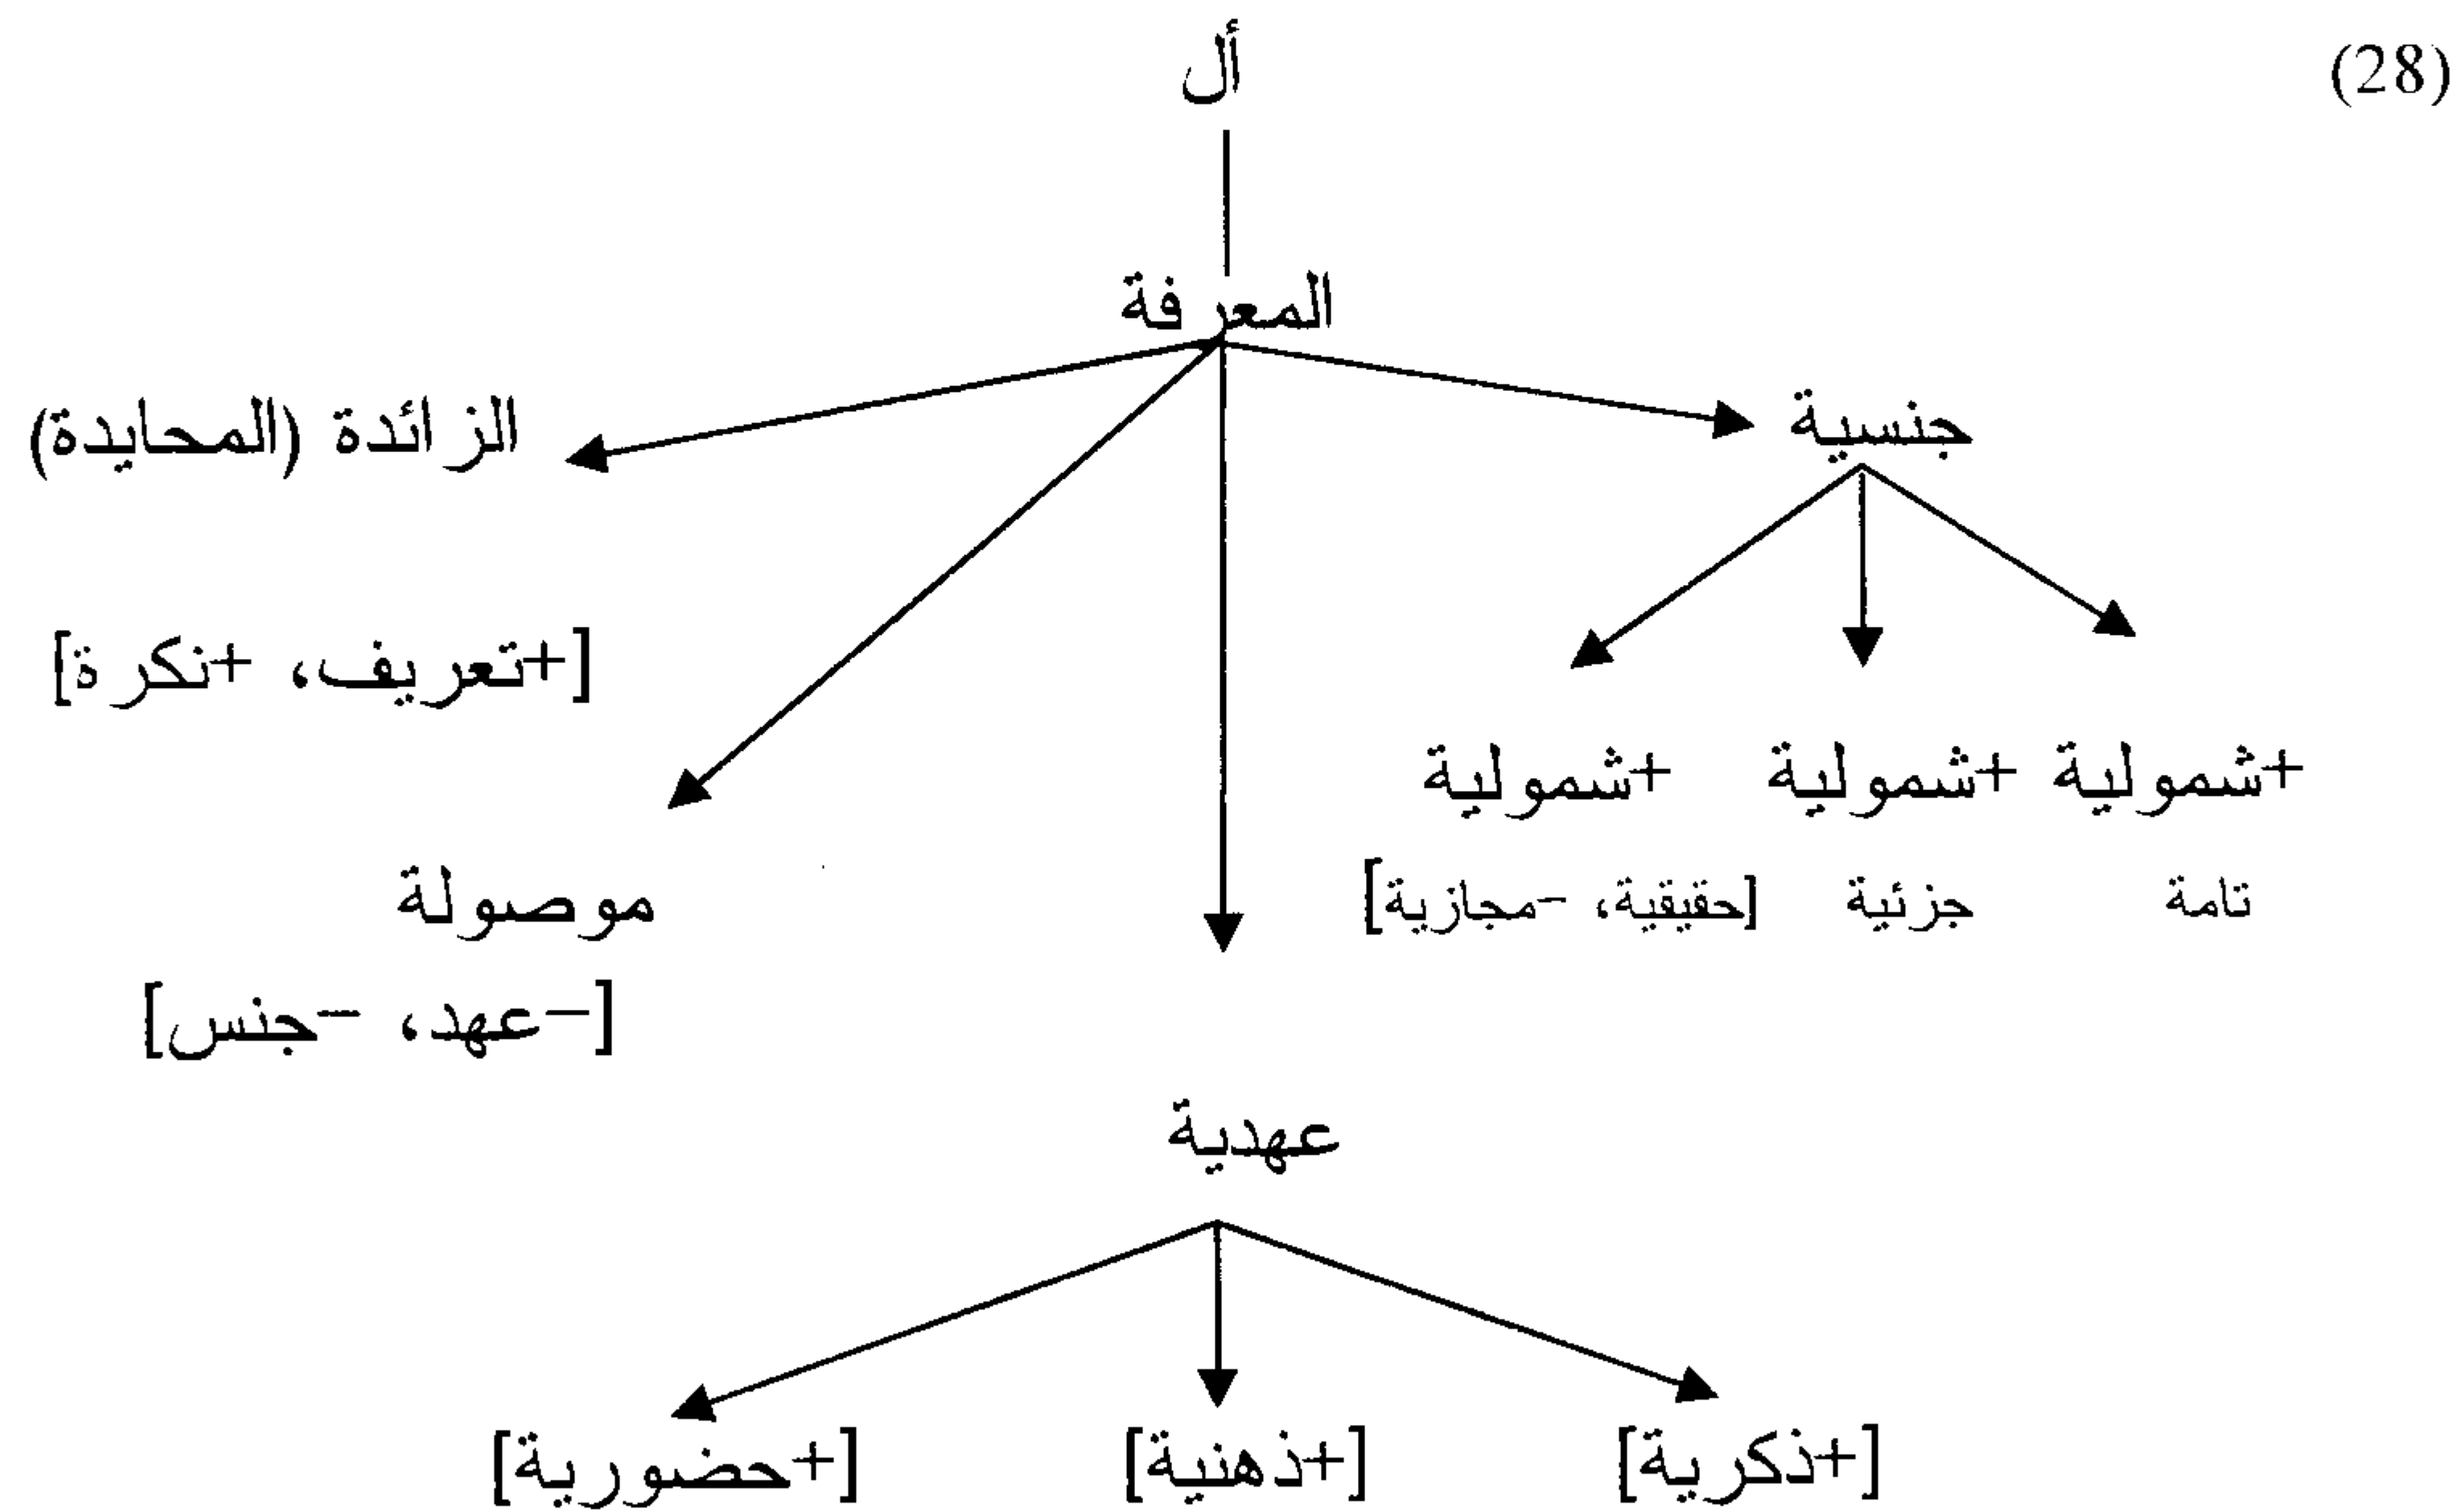 (28)
أل
المعرفة
جنسية
الزائدة (المحايدة)
[+تعريف، +نكرة]
+شمولية +شمولية +شمولية
تامة جزئية [حقيقية، -مجازية]
موصولة
[-عهد، -جنس]
عهدية
[+ذكرية] [+ذهنية] [+حضورية]